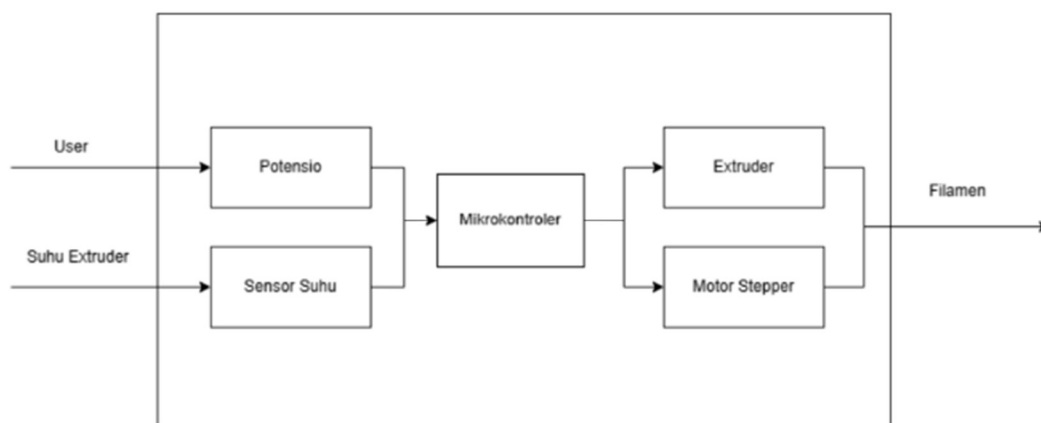 User
Potensio
Extruder
Mikrokontroler
Filamen
Suhu Extruder
Sensor Suhu
Motor Stepper